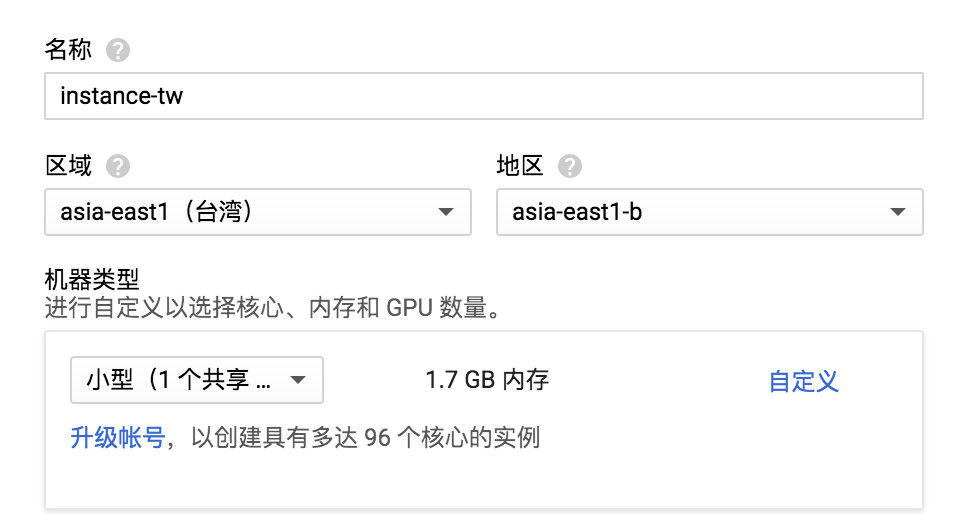 名称 ?
instance-tw
区域 ? 地区 ?
asia-east1（台湾） asia-east1-b
机器类型
进行自定义以选择核心、内存和 GPU 数量。
小型（1 个共享 ... 1.7 GB 内存 自定义
升级帐号，以创建具有多达 96 个核心的实例